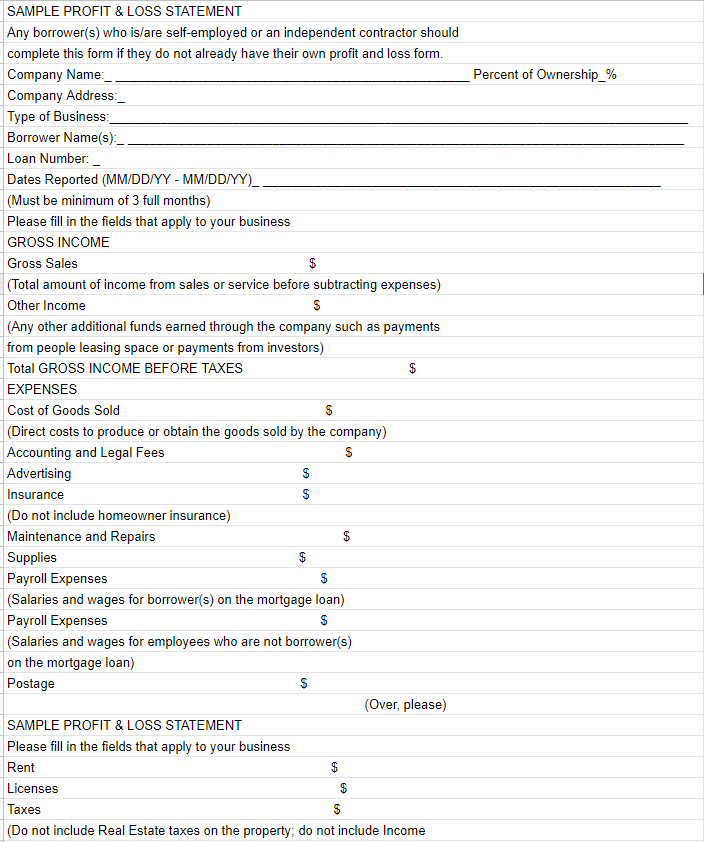 SAMPLE PROFIT & LOSS STATEMENT
Any borrower(s) who is/are self-employed or an independent contractor should
complete this form if they do not already have their own profit and loss form.
Company Name:_ ______________________________________________ Percent of Ownership_%
Company Address:_
Type of Business:___________________________________________________________________________
Borrower Name(s):_ ________________________________________________________________________
Loan Number: _
Dates Reported (MM/DD/YY - MM/DD/YY)_ ____________________________________________________
(Must be minimum of 3 full months)
Please fill in the fields that apply to your business
GROSS INCOME
Gross Sales $
(Total amount of income from sales or service before subtracting expenses)
Other Income $
(Any other additional funds earned through the company such as payments
from people leasing space or payments from investors)
Total GROSS INCOME BEFORE TAXES $
EXPENSES
Cost of Goods Sold $
(Direct costs to produce or obtain the goods sold by the company)
Accounting and Legal Fees $
Advertising $
Insurance $
(Do not include homeowner insurance)
Maintenance and Repairs $
Supplies $
Payroll Expenses $
(Salaries and wages for borrower(s) on the mortgage loan)
Payroll Expenses $
(Salaries and wages for employees who are not borrower(s)
on the mortgage loan)
Postage $
(Over, please)
SAMPLE PROFIT & LOSS STATEMENT
Please fill in the fields that apply to your business
Rent $
Licenses $
Taxes $
(Do not include Real Estate taxes on the property; do not include Income